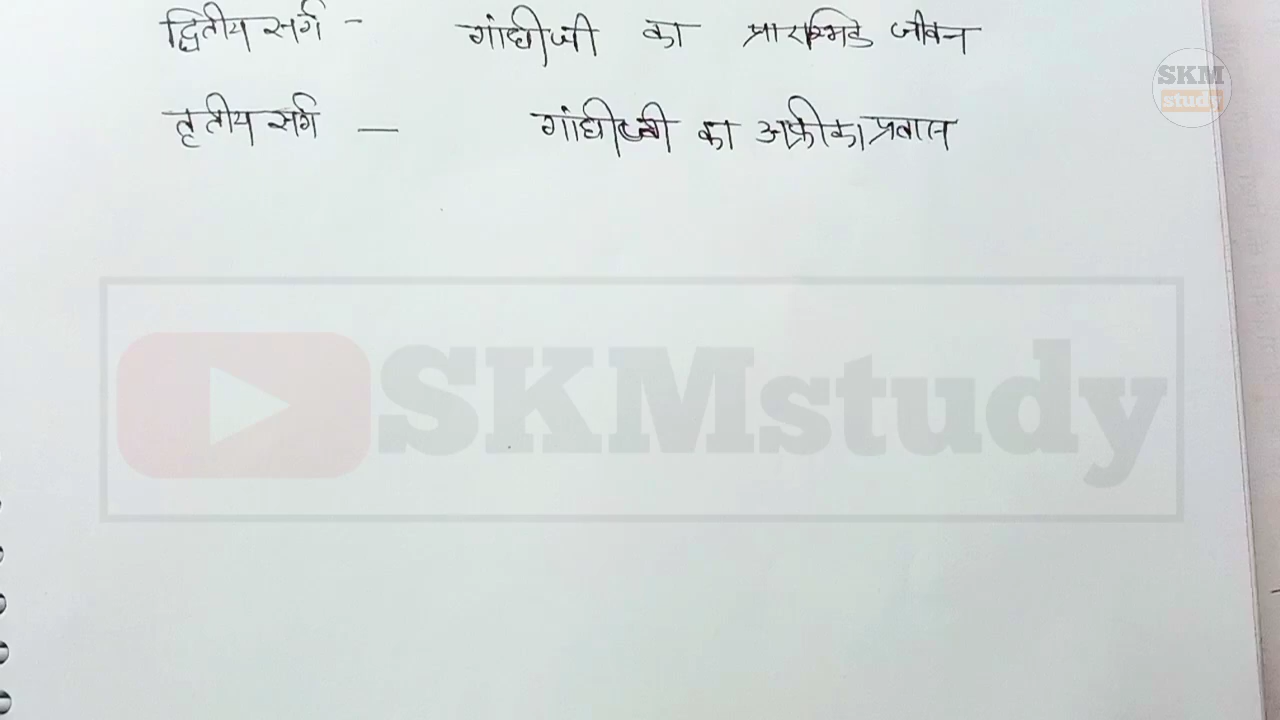 द्वितीय सर्ग - गांधीजी का प्रारम्भिक जीवन
SKM
study
तृतीय सर्ग — गांधीजी का अफ्रीका प्रवास
SKMstudy